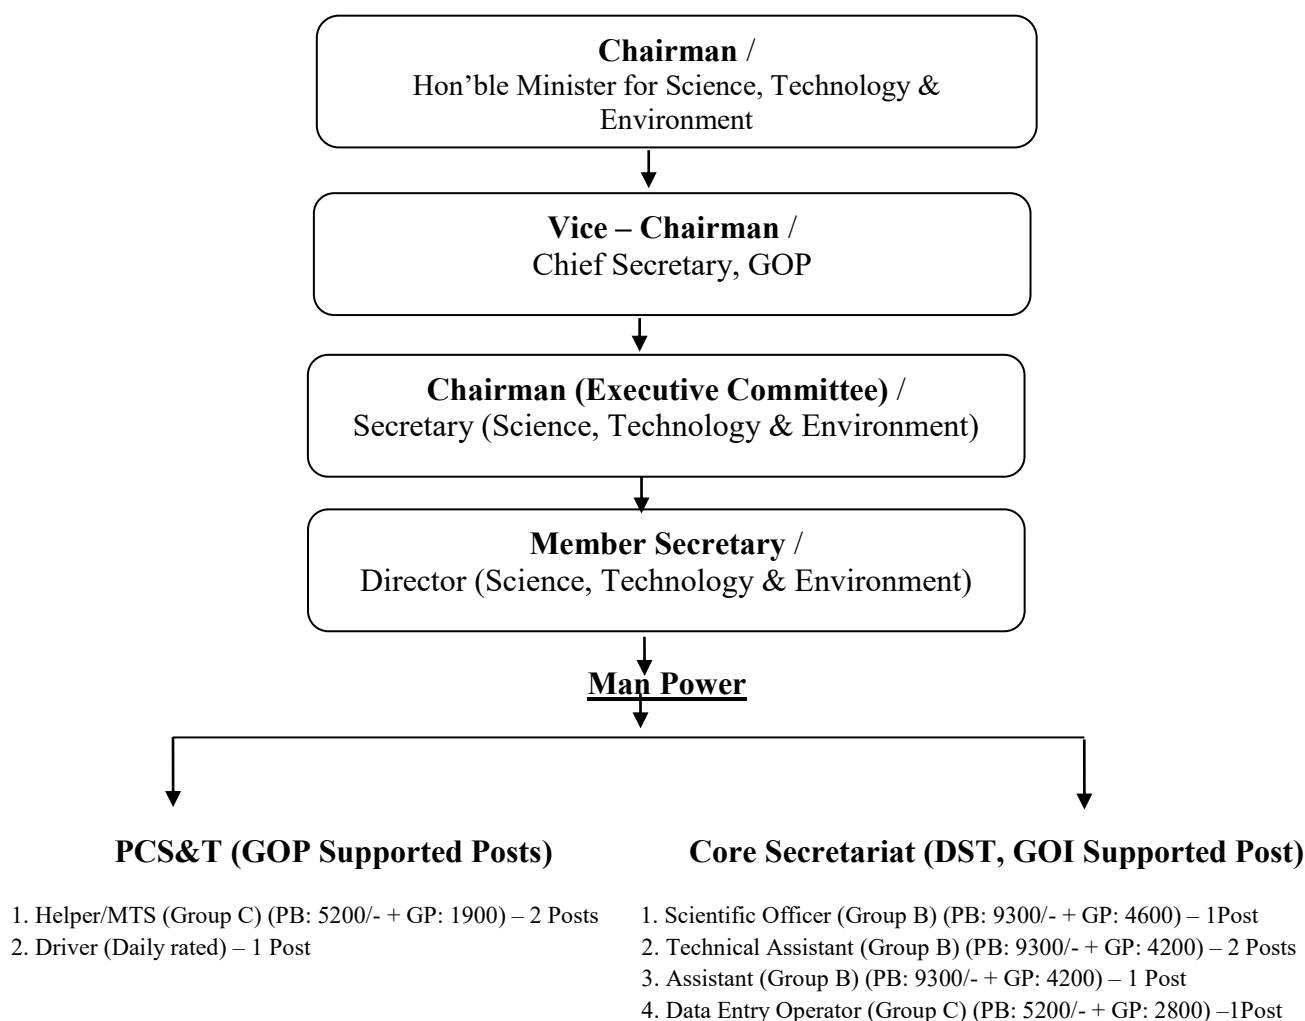 Chairman /
Hon’ble Minister for Science, Technology &
Environment
Vice – Chairman /
Chief Secretary, GOP
Chairman (Executive Committee) /
Secretary (Science, Technology & Environment)
Member Secretary /
Director (Science, Technology & Environment)
Man Power
PCS&T (GOP Supported Posts)
1. Helper/MTS (Group C) (PB: 5200/- + GP: 1900) – 2 Posts
2. Driver (Daily rated) – 1 Post
Core Secretariat (DST, GOI Supported Post)
1. Scientific Officer (Group B) (PB: 9300/- + GP: 4600) – 1Post
2. Technical Assistant (Group B) (PB: 9300/- + GP: 4200) – 2 Posts
3. Assistant (Group B) (PB: 9300/- + GP: 4200) – 1 Post
4. Data Entry Operator (Group C) (PB: 5200/- + GP: 2800) –1Post